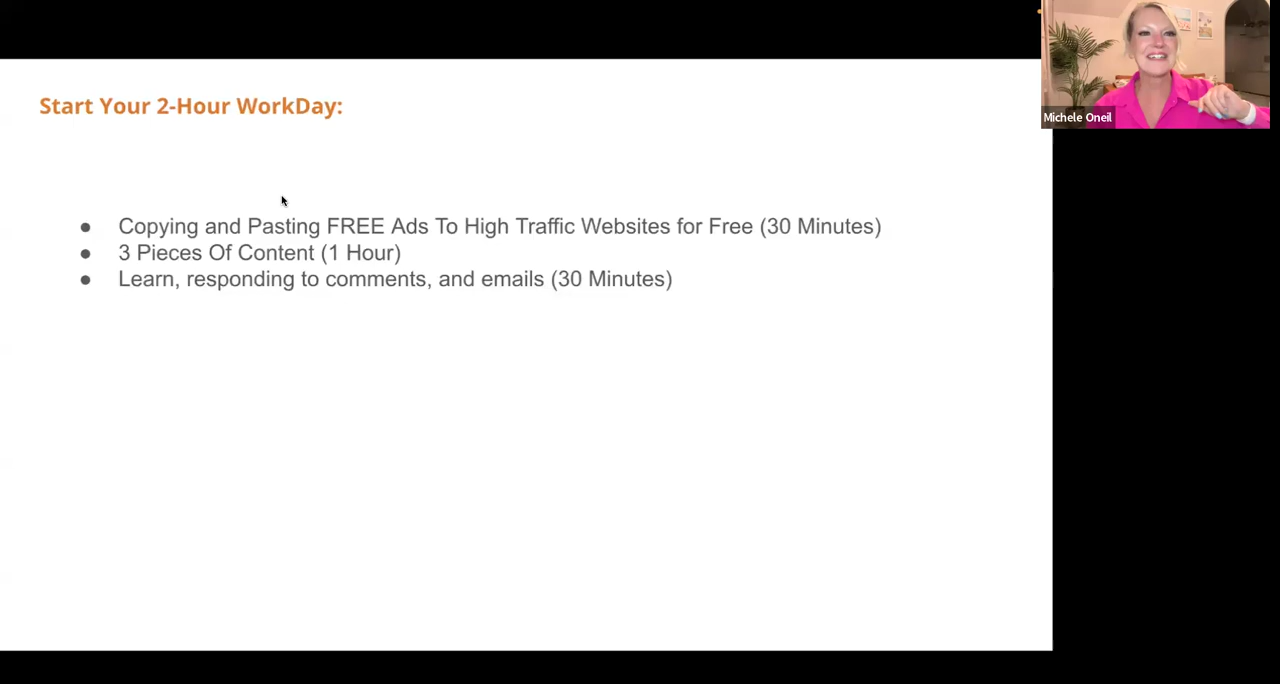 Start Your 2-Hour WorkDay:
Michele Oneil
● Copying and Pasting FREE Ads To High Traffic Websites for Free (30 Minutes)
● 3 Pieces Of Content (1 Hour)
● Learn, responding to comments, and emails (30 Minutes)